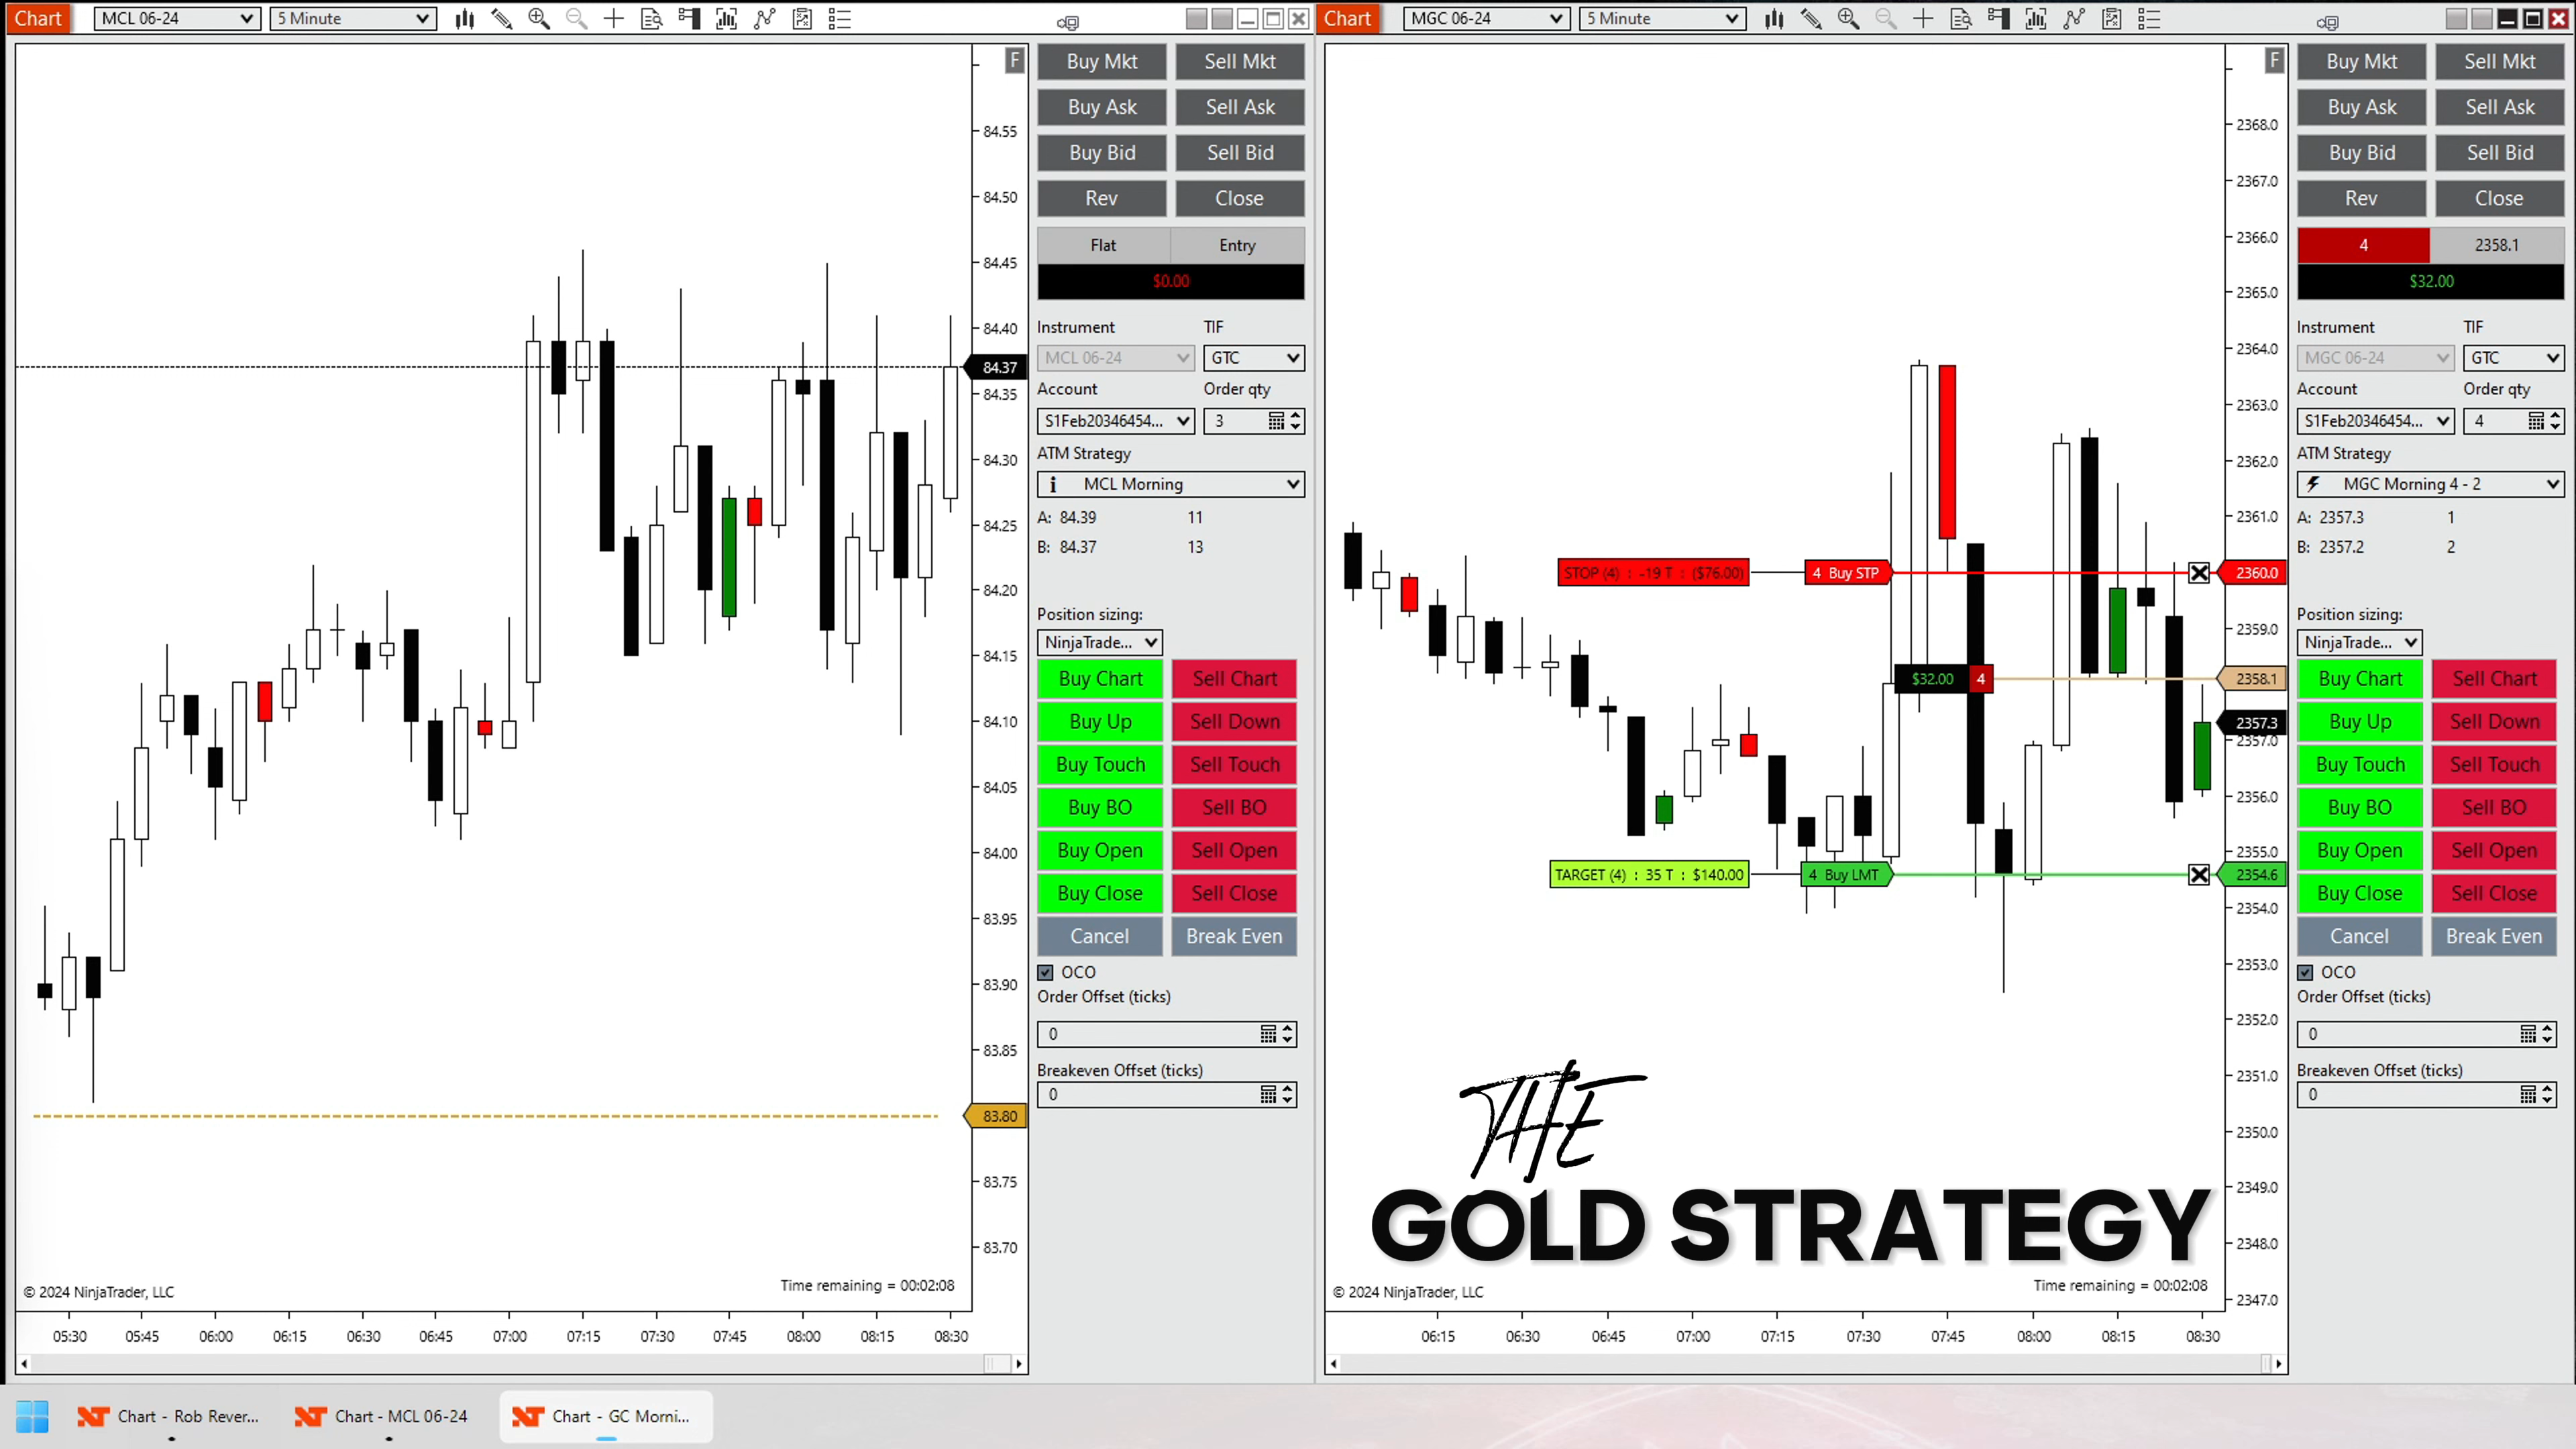 Chart MCL 06-24 5 Minute
F
84.55
84.50
84.45
84.40
84.37
84.35
84.30
84.25
84.20
84.15
84.10
84.05
84.00
83.95
83.90
83.85
83.80
83.75
83.70
© 2024 NinjaTrader, LLC
Time remaining = 00:02:08
05:30 05:45 06:00 06:15 06:30 06:45 07:00 07:15 07:30 07:45 08:00 08:15 08:30
Buy Mkt Sell Mkt
Buy Ask Sell Ask
Buy Bid Sell Bid
Rev Close
Flat Entry
$0.00
Instrument TIF
MCL 06-24 GTC
Account Order qty
S1Feb20346454... 3
ATM Strategy
MCL Morning
A: 84.39 11
B: 84.37 13
Position sizing:
NinjaTrade...
Buy Chart Sell Chart
Buy Up Sell Down
Buy Touch Sell Touch
Buy BO Sell BO
Buy Open Sell Open
Buy Close Sell Close
Cancel Break Even
OCO
Order Offset (ticks)
0
Breakeven Offset (ticks)
0
Chart MGC 06-24 5 Minute
F
2368.0
2367.0
2366.0
2365.0
2364.0
2363.0
2362.0
2361.0
STOP (4) : -19 T : ($76.00) 4 Buy STP 2360.0
2359.0
$32.00 4 2358.1
2357.3
2357.0
2356.0
2355.0
TARGET (4) : 35 T : $140.00 4 Buy LMT 2354.6
2354.0
2353.0
2352.0
2351.0
2350.0
2349.0
2348.0
2347.0
THE
GOLD STRATEGY
© 2024 NinjaTrader, LLC
Time remaining = 00:02:08
06:15 06:30 06:45 07:00 07:15 07:30 07:45 08:00 08:15 08:30
Buy Mkt Sell Mkt
Buy Ask Sell Ask
Buy Bid Sell Bid
Rev Close
4 2358.1
$32.00
Instrument TIF
MGC 06-24 GTC
Account Order qty
S1Feb20346454... 4
ATM Strategy
MGC Morning 4 - 2
A: 2357.3 1
B: 2357.2 2
Position sizing:
NinjaTrade...
Buy Chart Sell Chart
Buy Up Sell Down
Buy Touch Sell Touch
Buy BO Sell BO
Buy Open Sell Open
Buy Close Sell Close
Cancel Break Even
OCO
Order Offset (ticks)
0
Breakeven Offset (ticks)
0
Chart - Rob Rever... Chart - MCL 06-24 Chart - GC Morni...